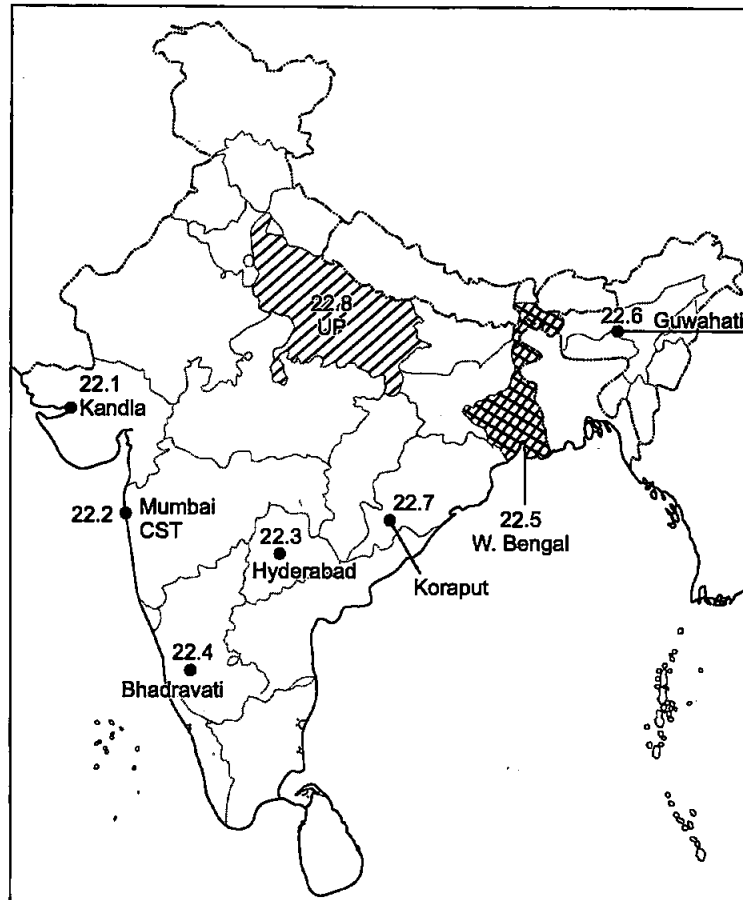 22.8
UP
22.6
Guwahati
22.1
Kandla
22.2
Mumbai
CST
22.7
22.5
W. Bengal
22.3
Hyderabad
Koraput
22.4
Bhadravati